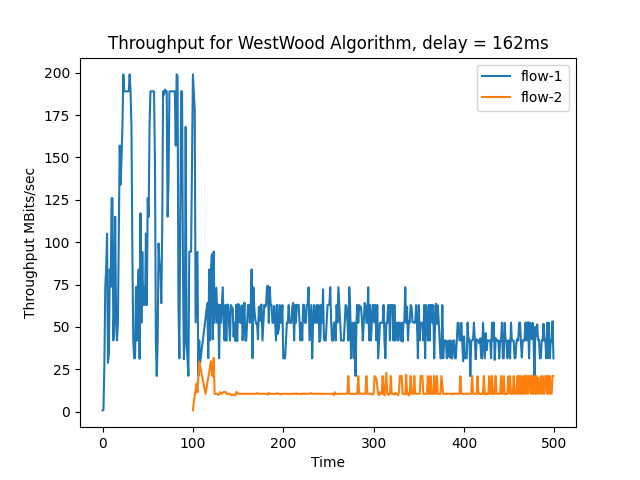 Throughput for WestWood Algorithm, delay = 162ms
flow-1
flow-2
Throughput MBits/sec
200
175
150
125
100
75
50
25
0
0 100 200 300 400 500
Time